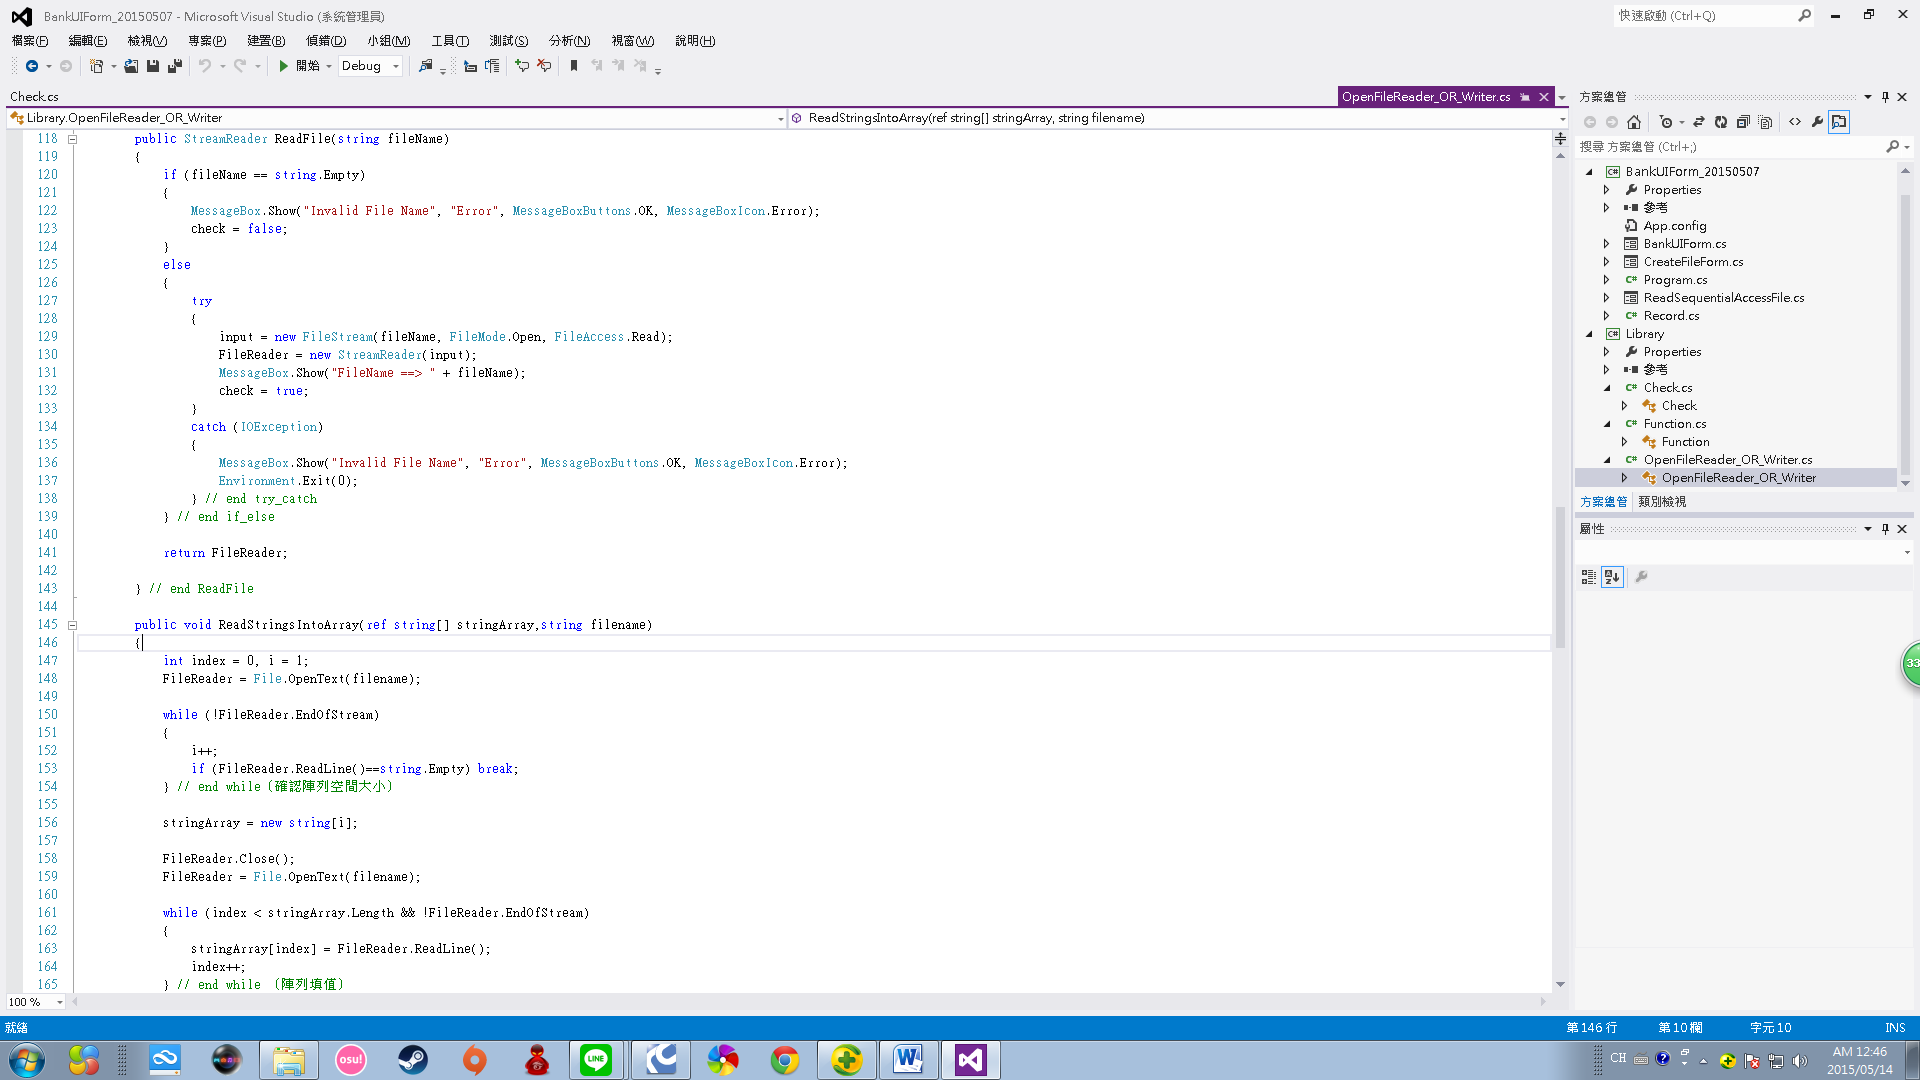 BankUIForm_20150507 - Microsoft Visual Studio (系統管理員)
快速啟動 (Ctrl+Q)
檔案(F) 編輯(E) 檢視(V) 專案(P) 建置(B) 偵錯(D) 小組(M) 工具(T) 測試(S) 分析(N) 視窗(W) 說明(H)
開始 Debug
Check.cs
OpenFileReader_OR_Writer.cs
Library.OpenFileReader_OR_Writer
ReadStringsIntoArray(ref string[] stringArray, string filename)
118 public StreamReader ReadFile(string fileName)
119 {
120 if (fileName == string.Empty)
121 {
122 MessageBox.Show("Invalid File Name", "Error", MessageBoxButtons.OK, MessageBoxIcon.Error);
123 check = false;
124 }
125 else
126 {
127 try
128 {
129 input = new FileStream(fileName, FileMode.Open, FileAccess.Read);
130 FileReader = new StreamReader(input);
131 MessageBox.Show("FileName ==> " + fileName);
132 check = true;
133 }
134 catch (IOException)
135 {
136 MessageBox.Show("Invalid File Name", "Error", MessageBoxButtons.OK, MessageBoxIcon.Error);
137 Environment.Exit(0);
138 } // end try_catch
139 } // end if_else
140
141 return FileReader;
142
143 } // end ReadFile
144
145 public void ReadStringsIntoArray(ref string[] stringArray,string filename)
146 {
147 int index = 0, i = 1;
148 FileReader = File.OpenText(filename);
149
150 while (!FileReader.EndOfStream)
151 {
152 i++;
153 if (FileReader.ReadLine()==string.Empty) break;
154 } // end while〔確認陣列空間大小〕
155
156 stringArray = new string[i];
157
158 FileReader.Close();
159 FileReader = File.OpenText(filename);
160
161 while (index < stringArray.Length && !FileReader.EndOfStream)
162 {
163 stringArray[index] = FileReader.ReadLine();
164 index++;
165 } // end while 〔陣列填值〕
100 %
方案總管
搜尋 方案總管 (Ctrl+;)
BankUIForm_20150507
Properties
參考
App.config
BankUIForm.cs
CreateFileForm.cs
Program.cs
ReadSequentialAccessFile.cs
Record.cs
Library
Properties
參考
Check.cs
Check
Function.cs
Function
OpenFileReader_OR_Writer.cs
OpenFileReader_OR_Writer
方案總管 類別檢視
屬性
33
就緒
第 146 行 第 10 欄 字元 10 INS
osu!
LINE
CH
AM 12:46
2015/05/14